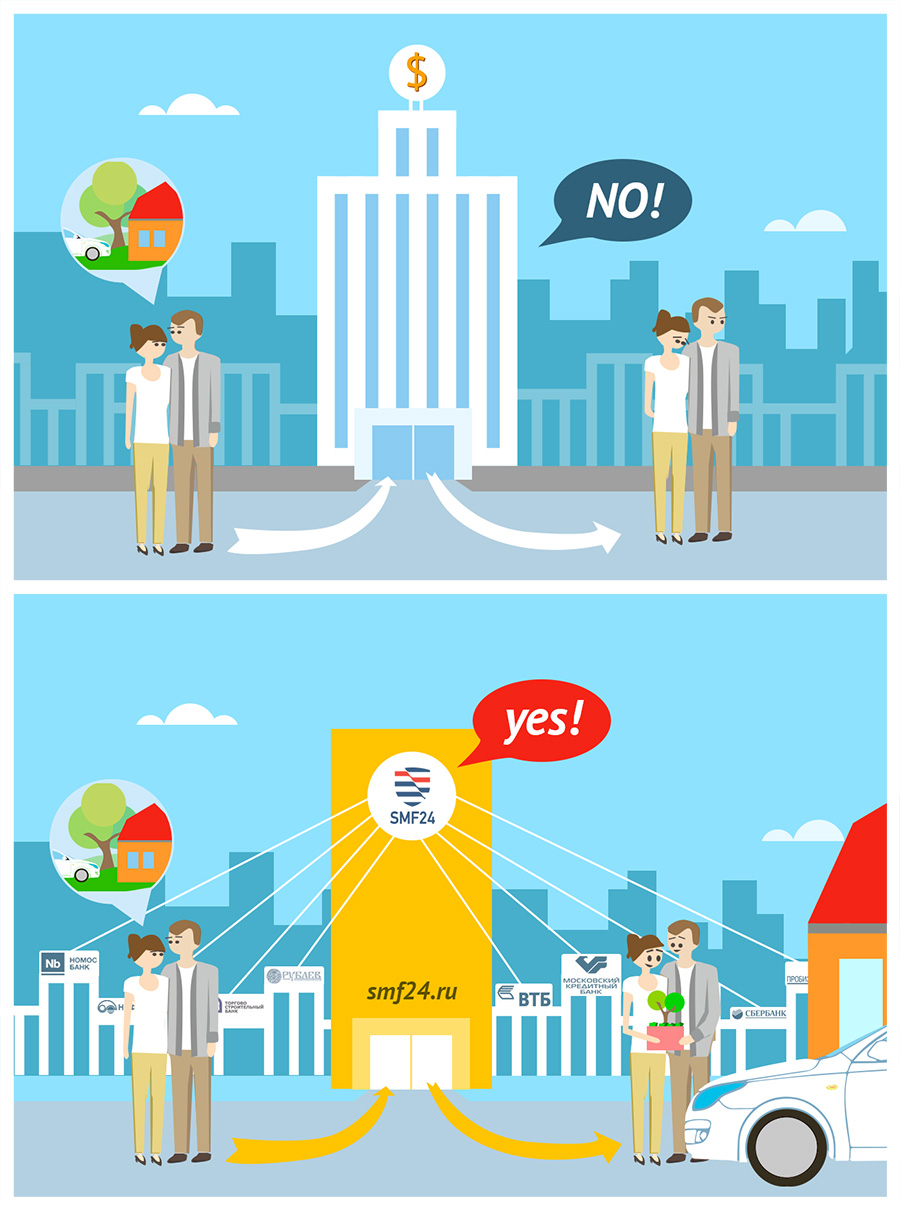 $
NO!
yes!
SMF24
Nb
НОМОС
БАНК
РУБЛЕВ
ТОРГОВО
СТРОИТЕЛЬНЫЙ
БАНК
smf24.ru
ВТБ
МОСКОВСКИЙ
КРЕДИТНЫЙ
БАНК
СБЕРБАНК
ПРОБИ